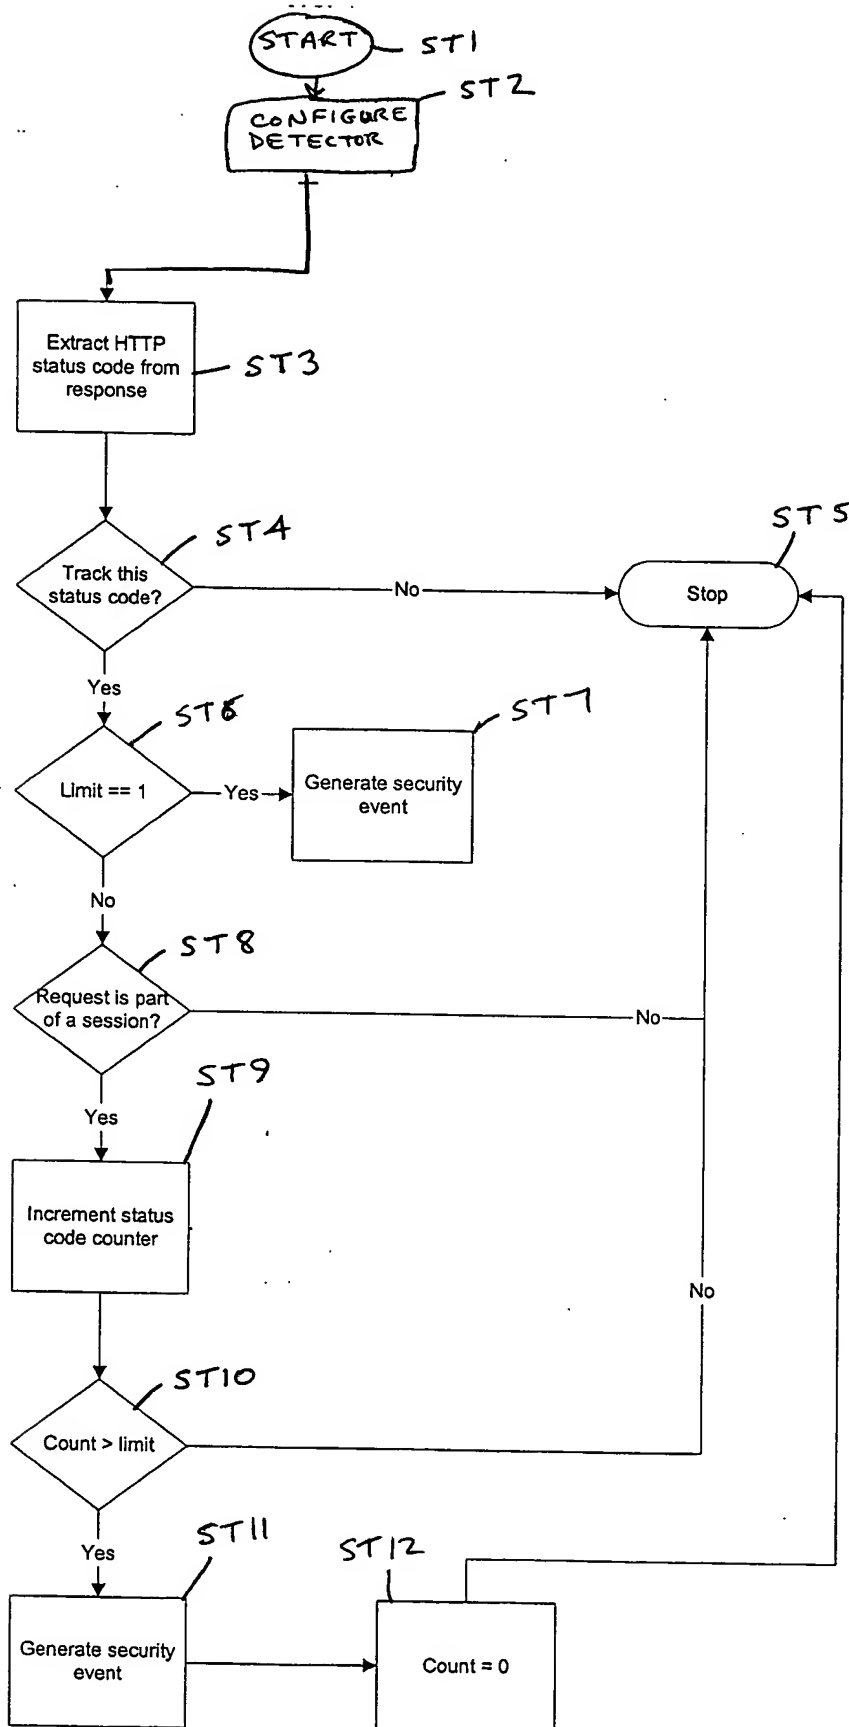 START
ST1
ST2
CONFIGURE
DETECTOR
Extract HTTP
status code from
response
ST3
ST4
Track this
status code?
No
ST5
Stop
Yes
ST6
Limit == 1
Yes
ST7
Generate security
event
No
ST8
Request is part
of a session?
No
Yes
ST9
Increment status
code counter
No
ST10
Count > limit
Yes
ST11
Generate security
event
ST12
Count = 0